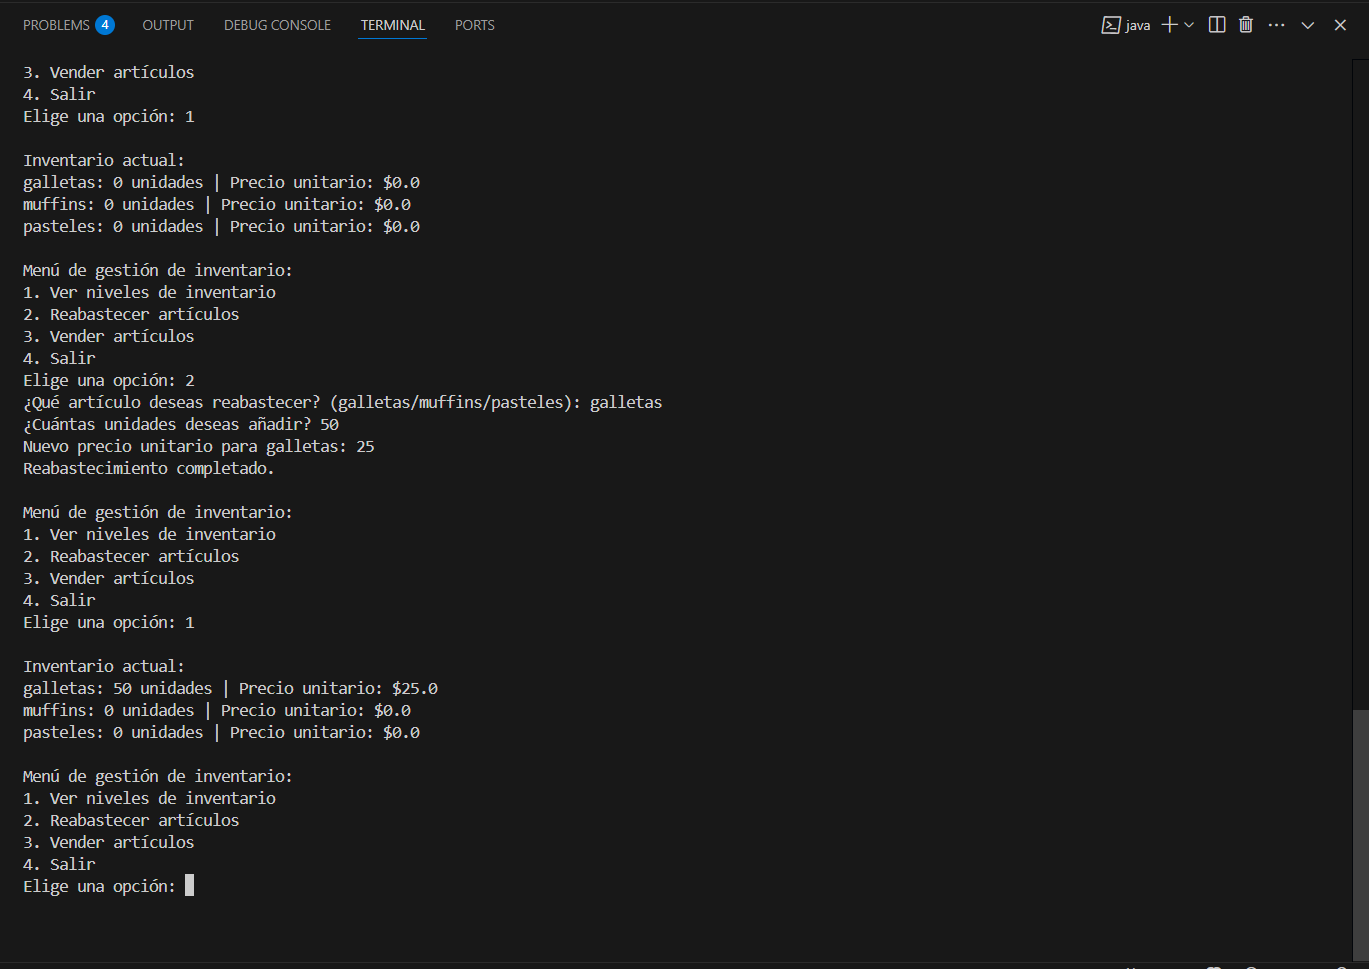 PROBLEMS 4 OUTPUT DEBUG CONSOLE TERMINAL PORTS java
3. Vender artículos
4. Salir
Elige una opción: 1
Inventario actual:
galletas: 0 unidades | Precio unitario: $0.0
muffins: 0 unidades | Precio unitario: $0.0
pasteles: 0 unidades | Precio unitario: $0.0
Menú de gestión de inventario:
1. Ver niveles de inventario
2. Reabastecer artículos
3. Vender artículos
4. Salir
Elige una opción: 2
¿Qué artículo deseas reabastecer? (galletas/muffins/pasteles): galletas
¿Cuántas unidades deseas añadir? 50
Nuevo precio unitario para galletas: 25
Reabastecimiento completado.
Menú de gestión de inventario:
1. Ver niveles de inventario
2. Reabastecer artículos
3. Vender artículos
4. Salir
Elige una opción: 1
Inventario actual:
galletas: 50 unidades | Precio unitario: $25.0
muffins: 0 unidades | Precio unitario: $0.0
pasteles: 0 unidades | Precio unitario: $0.0
Menú de gestión de inventario:
1. Ver niveles de inventario
2. Reabastecer artículos
3. Vender artículos
4. Salir
Elige una opción: